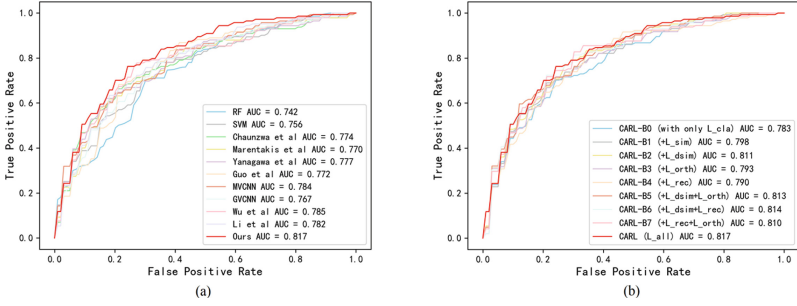 1.0
0.8
0.6
0.4
0.2
0.0
True Positive Rate
RF AUC = 0.742
SVM AUC = 0.756
Chaunzwa et al AUC = 0.774
Marentakis et al AUC = 0.770
Yanagawa et al AUC = 0.777
Guo et al AUC = 0.772
MVCNN AUC = 0.784
GVCNN AUC = 0.767
Wu et al AUC = 0.785
Li et al AUC = 0.782
Ours AUC = 0.817
0.0 0.2 0.4 0.6 0.8 1.0
False Positive Rate
(a)
1.0
0.8
0.6
0.4
0.2
0.0
True Positive Rate
CARL-B0 (with only L_cla) AUC = 0.783
CARL-B1 (+L_sim) AUC = 0.798
CARL-B2 (+L_dsim) AUC = 0.811
CARL-B3 (+L_orth) AUC = 0.793
CARL-B4 (+L_rec) AUC = 0.790
CARL-B5 (+L_dsim+L_orth) AUC = 0.813
CARL-B6 (+L_dsim+L_rec) AUC = 0.814
CARL-B7 (+L_rec+L_orth) AUC = 0.810
CARL (L_all) AUC = 0.817
0.0 0.2 0.4 0.6 0.8 1.0
False Positive Rate
(b)